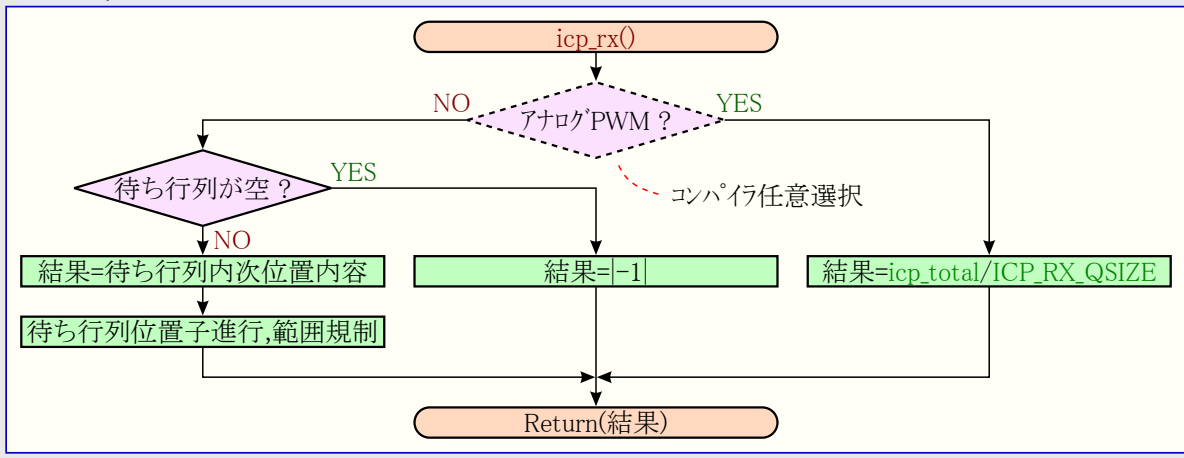 icp_rx()
アナログPWM ?
NO
YES
コンパイラ任意選択
待ち行列が空 ?
YES
NO
結果=待ち行列内次位置内容
結果=|-1|
結果=icp_total/ICP_RX_QSIZE
待ち行列位置子進行,範囲規制
Return(結果)